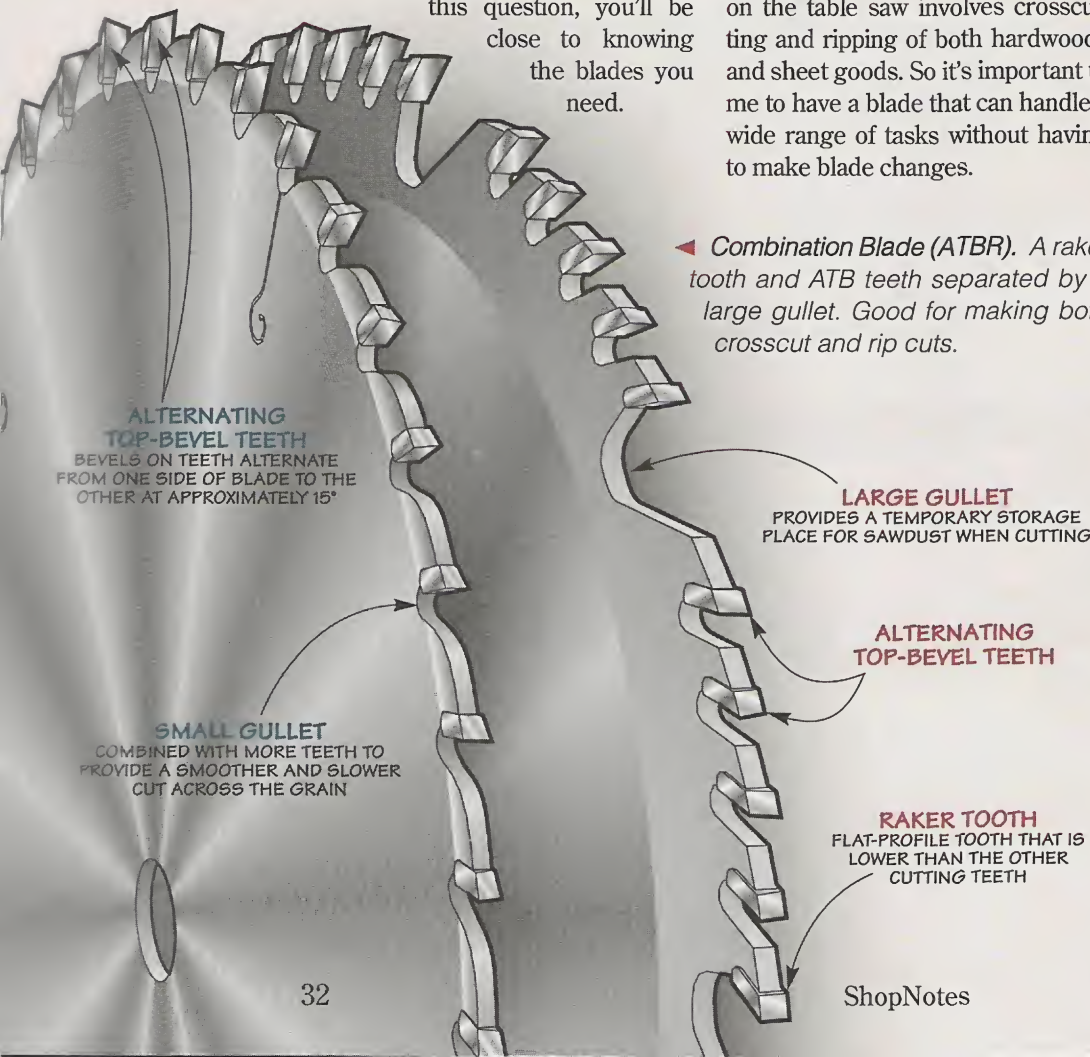 this question, you'll be
close to knowing
the blades you
need.
on the table saw involves crosscut-
ting and ripping of both hardwood
and sheet goods. So it's important
me to have a blade that can handle
wide range of tasks without
to make blade changes.
◄ Combination Blade (ATBR). A
tooth and ATB teeth separated by
large gullet. Good for making
crosscut and rip cuts.
ALTERNATING
TOP-BEVEL TEETH
BEVELS ON TEETH ALTERNATE
FROM ONE SIDE OF BLADE TO THE
OTHER AT APPROXIMATELY 15°
LARGE GULLET
PROVIDES A TEMPORARY STORAGE
PLACE FOR SAWDUST WHEN CUTTING
ALTERNATING
TOP-BEVEL TEETH
SMALL GULLET
COMBINED WITH MORE TEETH TO
PROVIDE A SMOOTHER AND SLOWER
CUT ACROSS THE GRAIN
RAKER TOOTH
FLAT-PROFILE TOOTH THAT IS
LOWER THAN THE OTHER
CUTTING TEETH
32
ShopNotes